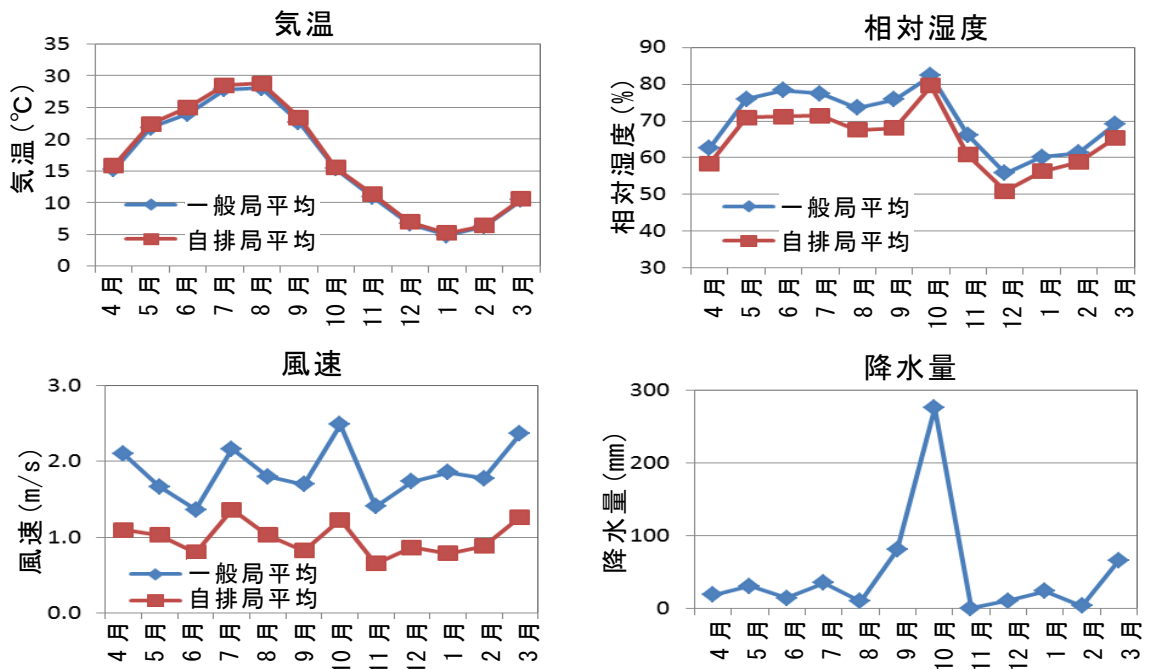 気温
気温(℃)
35
30
25
20
15
10
5
0
一般局平均
自排局平均
4月
5月
6月
7月
8月
9月
10月
11月
12月
1月
2月
3月
相対湿度
相対湿度(%)
90
80
70
60
50
40
30
一般局平均
自排局平均
4月
5月
6月
7月
8月
9月
10月
11月
12月
1月
2月
3月
風速
風速(m/s)
3.0
2.0
1.0
0.0
一般局平均
自排局平均
4月
5月
6月
7月
8月
9月
10月
11月
12月
1月
2月
3月
降水量
降水量(mm)
300
200
100
0
4月
5月
6月
7月
8月
9月
10月
11月
12月
1月
2月
3月